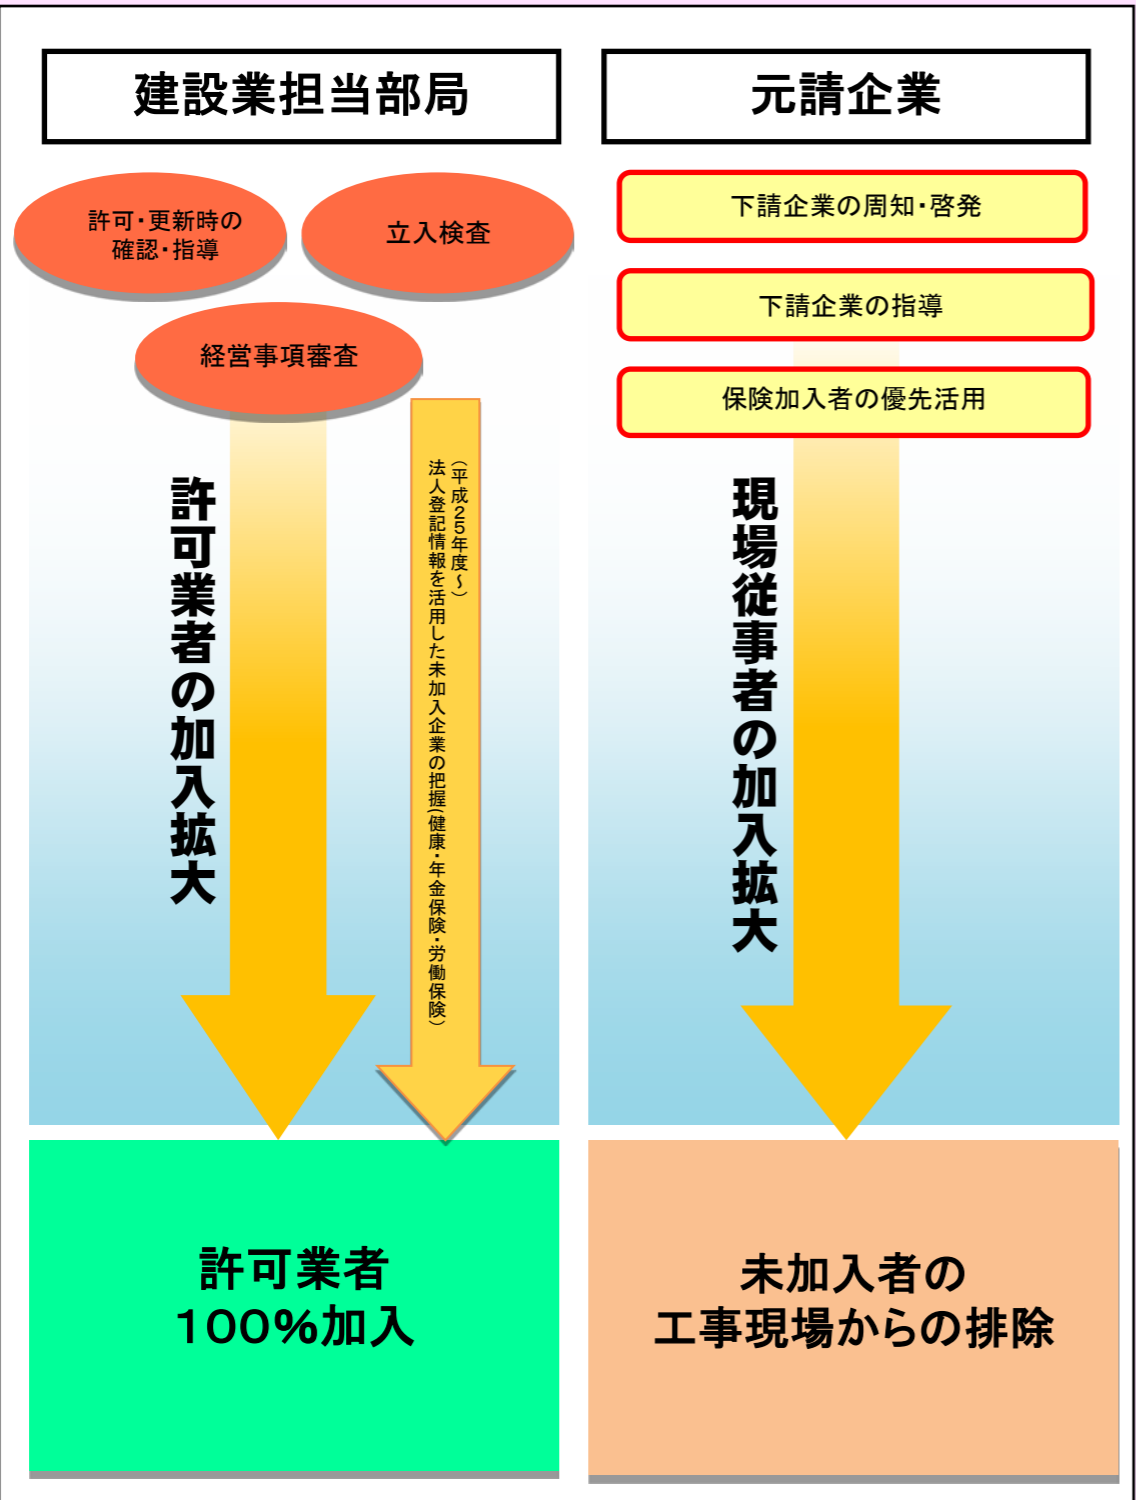 建設業担当部局
許可・更新時の
確認・指導
立入検査
経営事項審査
許可業者の加入拡大
（平成２５年度～）
法人登記情報を活用した未加入企業の把握（健康・年金保険・労働保険）
許可業者
１００％加入
元請企業
下請企業の周知・啓発
下請企業の指導
保険加入者の優先活用
現場従事者の加入拡大
未加入者の
工事現場からの排除